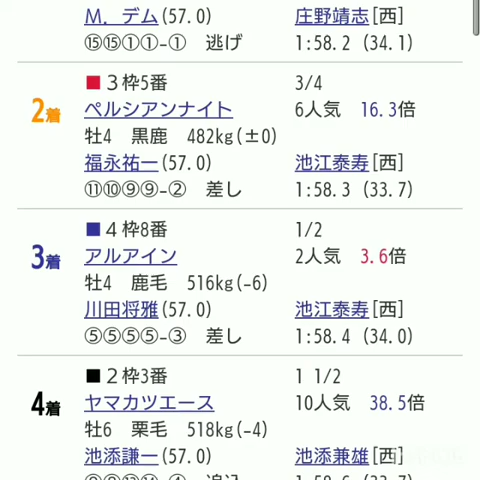 M. デム(57.0) 庄野靖志[西]
⑮⑮①①-① 逃げ 1:58.2 (34.1)
■3枠5番 3/4
2着 ペルシアンナイト 6人気 16.3倍
牡4 黒鹿 482kg(±0)
福永祐一(57.0) 池江泰寿[西]
⑪⑩⑨⑨-② 差し 1:58.3 (33.7)
■4枠8番 1/2
3着 アルアイン 2人気 3.6倍
牡4 鹿毛 516kg(-6)
川田将雅(57.0) 池江泰寿[西]
⑤⑤⑤⑤-③ 差し 1:58.4 (34.0)
■2枠3番 1 1/2
4着 ヤマカツエース 10人気 38.5倍
牡6 栗毛 518kg(-4)
池添謙一(57.0) 池添兼雄[西]